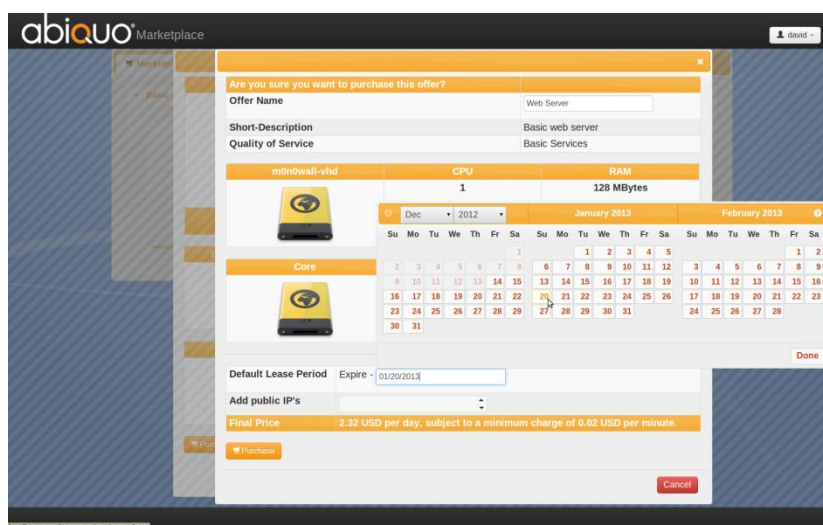 abiquo Marketplace
david
Marketpl
Basic
Are you sure you want to purchase this offer?
Offer Name Web Server
Short-Description Basic web server
Quality of Service Basic Services
m0n0wall-vhd CPU RAM
1 128 MBytes
Dec 2012 January 2013 February 2013
Su Mo Tu We Th Fr Sa Su Mo Tu We Th Fr Sa Su Mo Tu We Th Fr Sa
1 1 2 3 4 5 1 2
Core
2 3 4 5 6 7 8 6 7 8 9 10 11 12 3 4 5 6 7 8 9
9 10 11 12 13 14 15 13 14 15 16 17 18 19 10 11 12 13 14 15 16
16 17 18 19 20 21 22 20 21 22 23 24 25 26 17 18 19 20 21 22 23
23 24 25 26 27 28 29 27 28 29 30 31 24 25 26 27 28
30 31
Done
Default Lease Period Expire - 01/20/2013
Add public IP's
Final Price 2.32 USD per day, subject to a minimum charge of 0.02 USD per minute.
Purchase
Cancel